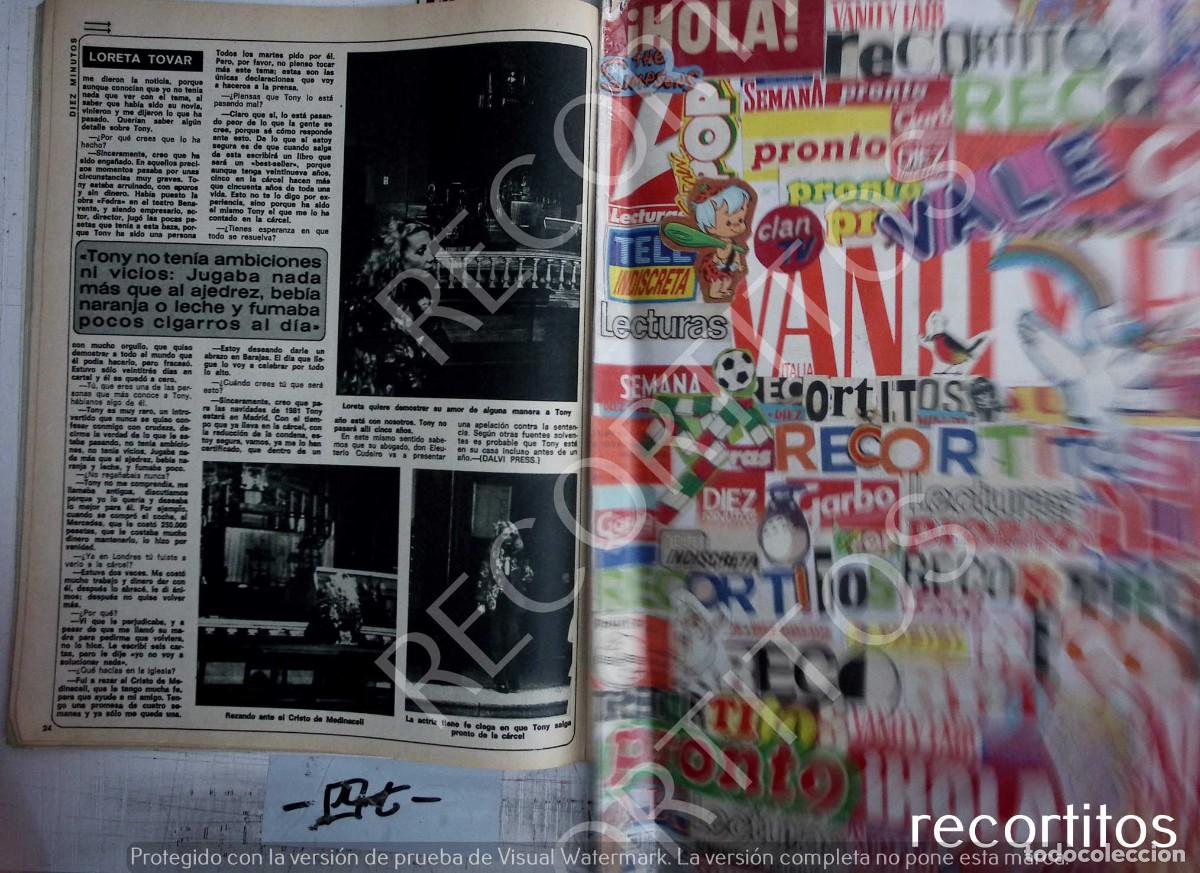 DIEZ MINUTOS
LORETA TOVAR
me dieron la noticia, porque
aunque conocían que yo no tenía
nada que ver con el tema, al
saber que había sido su novia,
vinieron y me dijeron lo que ha
pasado. Querían saber algún
detalle sobre Tony.
—¿Por qué crees que lo ha
hecho?
—Sinceramente, creo que ha
sido engañado. En aquellos preci-
sos momentos pasaba por unas
circunstancias muy graves. To-
ny estaba arruinado, con apuros
y sin dinero. Había puesto la
obra «Fedra» en el teatro Bena-
vente, y siendo empresario, ac-
tor, director, jugó las pocas pe-
setas que tenía a esta baza, por-
que Tony ha sido una persona
«Tony no tenía ambiciones
ni vicios: Jugaba nada
más que al ajedrez, bebía
naranja o leche y fumaba
pocos cigarros al día»
con mucho orgullo, que quiso
demostrar a todo el mundo que
él podía hacerlo, pero fracasó.
Estuvo sólo veintitrés días en
cartel y él se quedó a cero.
—Tú, que eres una de las per-
sonas que más conoce a Tony,
háblanos algo de él.
—Tony es muy raro, un intro-
vertido que nunca se quiso con-
fesar conmigo con crudeza, de-
cirme la verdad de lo que le es-
taba pasando, no tenía ambicio-
nes, no tenía vicios. Jugaba na-
da más que al ajedrez, bebía na-
ranja y leche, y fumaba poco.
—¿No regañabais nunca?
—Tony no me comprendía, me
llamaba antigua, discutíamos
porque yo lo quería y deseaba
lo mejor para él. Por ejemplo,
cuando se compró el coche, el
Mercedes, que le costó 250.000
pesetas, que le costaba mucho
dinero mantenerlo, lo hizo por
vanidad.
—¿Ya en Londres tú fuiste a
verlo a la cárcel?
—Estuve dos veces. Me costó
mucho trabajo y dinero dar con
él, después lo abracé, le di áni-
mos; después no quise volver
más.
—¿Por qué?
—Vi que le perjudicaba, y a
pesar de que me llamó su ma-
dre para pedirme que volviera,
no lo hice. Le escribí seis car-
tas, pero le dije «yo no voy a
solucionar nada».
—¿Qué hacías en la iglesia?
—Fui a rezar al Cristo de Me-
dinaceli, que le tengo mucha fe,
para que ayude a mi amigo. Ten-
go una promesa de cuatro se-
manas y ya sólo me queda una.
Todos los martes pido por él.
Pero, por favor, no pienso tocar
más este tema; estas son las
únicas declaraciones que voy
a haceros a la prensa.
—¿Piensas que Tony lo está
pasando mal?
—Claro que sí, lo está pasan-
do peor de lo que la gente se
cree, porque sé cómo responde
ante esto. De lo que sí estoy
segura es de que cuando salga
de esta escribirá un libro que
será un «best-seller», porque
aunque tenga veintinueve años,
cinco en la cárcel hacen más
que cincuenta años de toda una
vida. Esto no te lo digo por ex-
periencia, sino porque ha sido
el mismo Tony el que me lo ha
contado en la cárcel.
—¿Tienes esperanza en que
todo se resuelva?
—Estoy deseando darle un
abrazo en Barajas. El día que lle-
gue lo voy a celebrar por todo
lo alto.
—¿Cuándo crees tú que será
esto?
—Sinceramente, creo que pa-
ra las navidades de 1981 Tony
estará en Madrid. Con el tiem-
po que ya lleva en la cárcel, con
la reducción de la condena, es-
toy segura, vamos, ya me lo han
certificado, que dentro de un
Loreta quiere demostrar su amor de alguna manera a Tony
año está con nosotros. Tony no
pasará allí cinco años.
En este mismo sentido sabe-
mos que su abogado, don Eleu-
terio Cudeiro va a presentar
una apelación contra la senten-
cia. Según otras fuentes solven-
tes es probable que Tony esté
en su casa incluso antes de un
año.—(DALVI PRESS.)
Rezando ante el Cristo de Medinaceli
La actriz tiene fe ciega en que Tony salga
pronto de la cárcel
24
¡HOLA!
VANITY FAIR
recortitos
THE
SIMPSONS
TOP
SEMANA
pronto
RECO
pronto
DIEZ
pronto
VALE
Lecturas
clan
TELE
INDISCRETA
Lecturas
ITALIA
SEMANA
RECortITOS
DIEZ
RECORTIT
DIEZ
MINUTOS
Garbo
Lecturas
INDISCRETA
RECORTITOS
VANITY FAIR
pronto
¡HOLA
RECORTITOS
RECORTITOS
recortitos
todocoleccion
Protegido con la versión de prueba de Visual Watermark. La versión completa no pone esta marca.